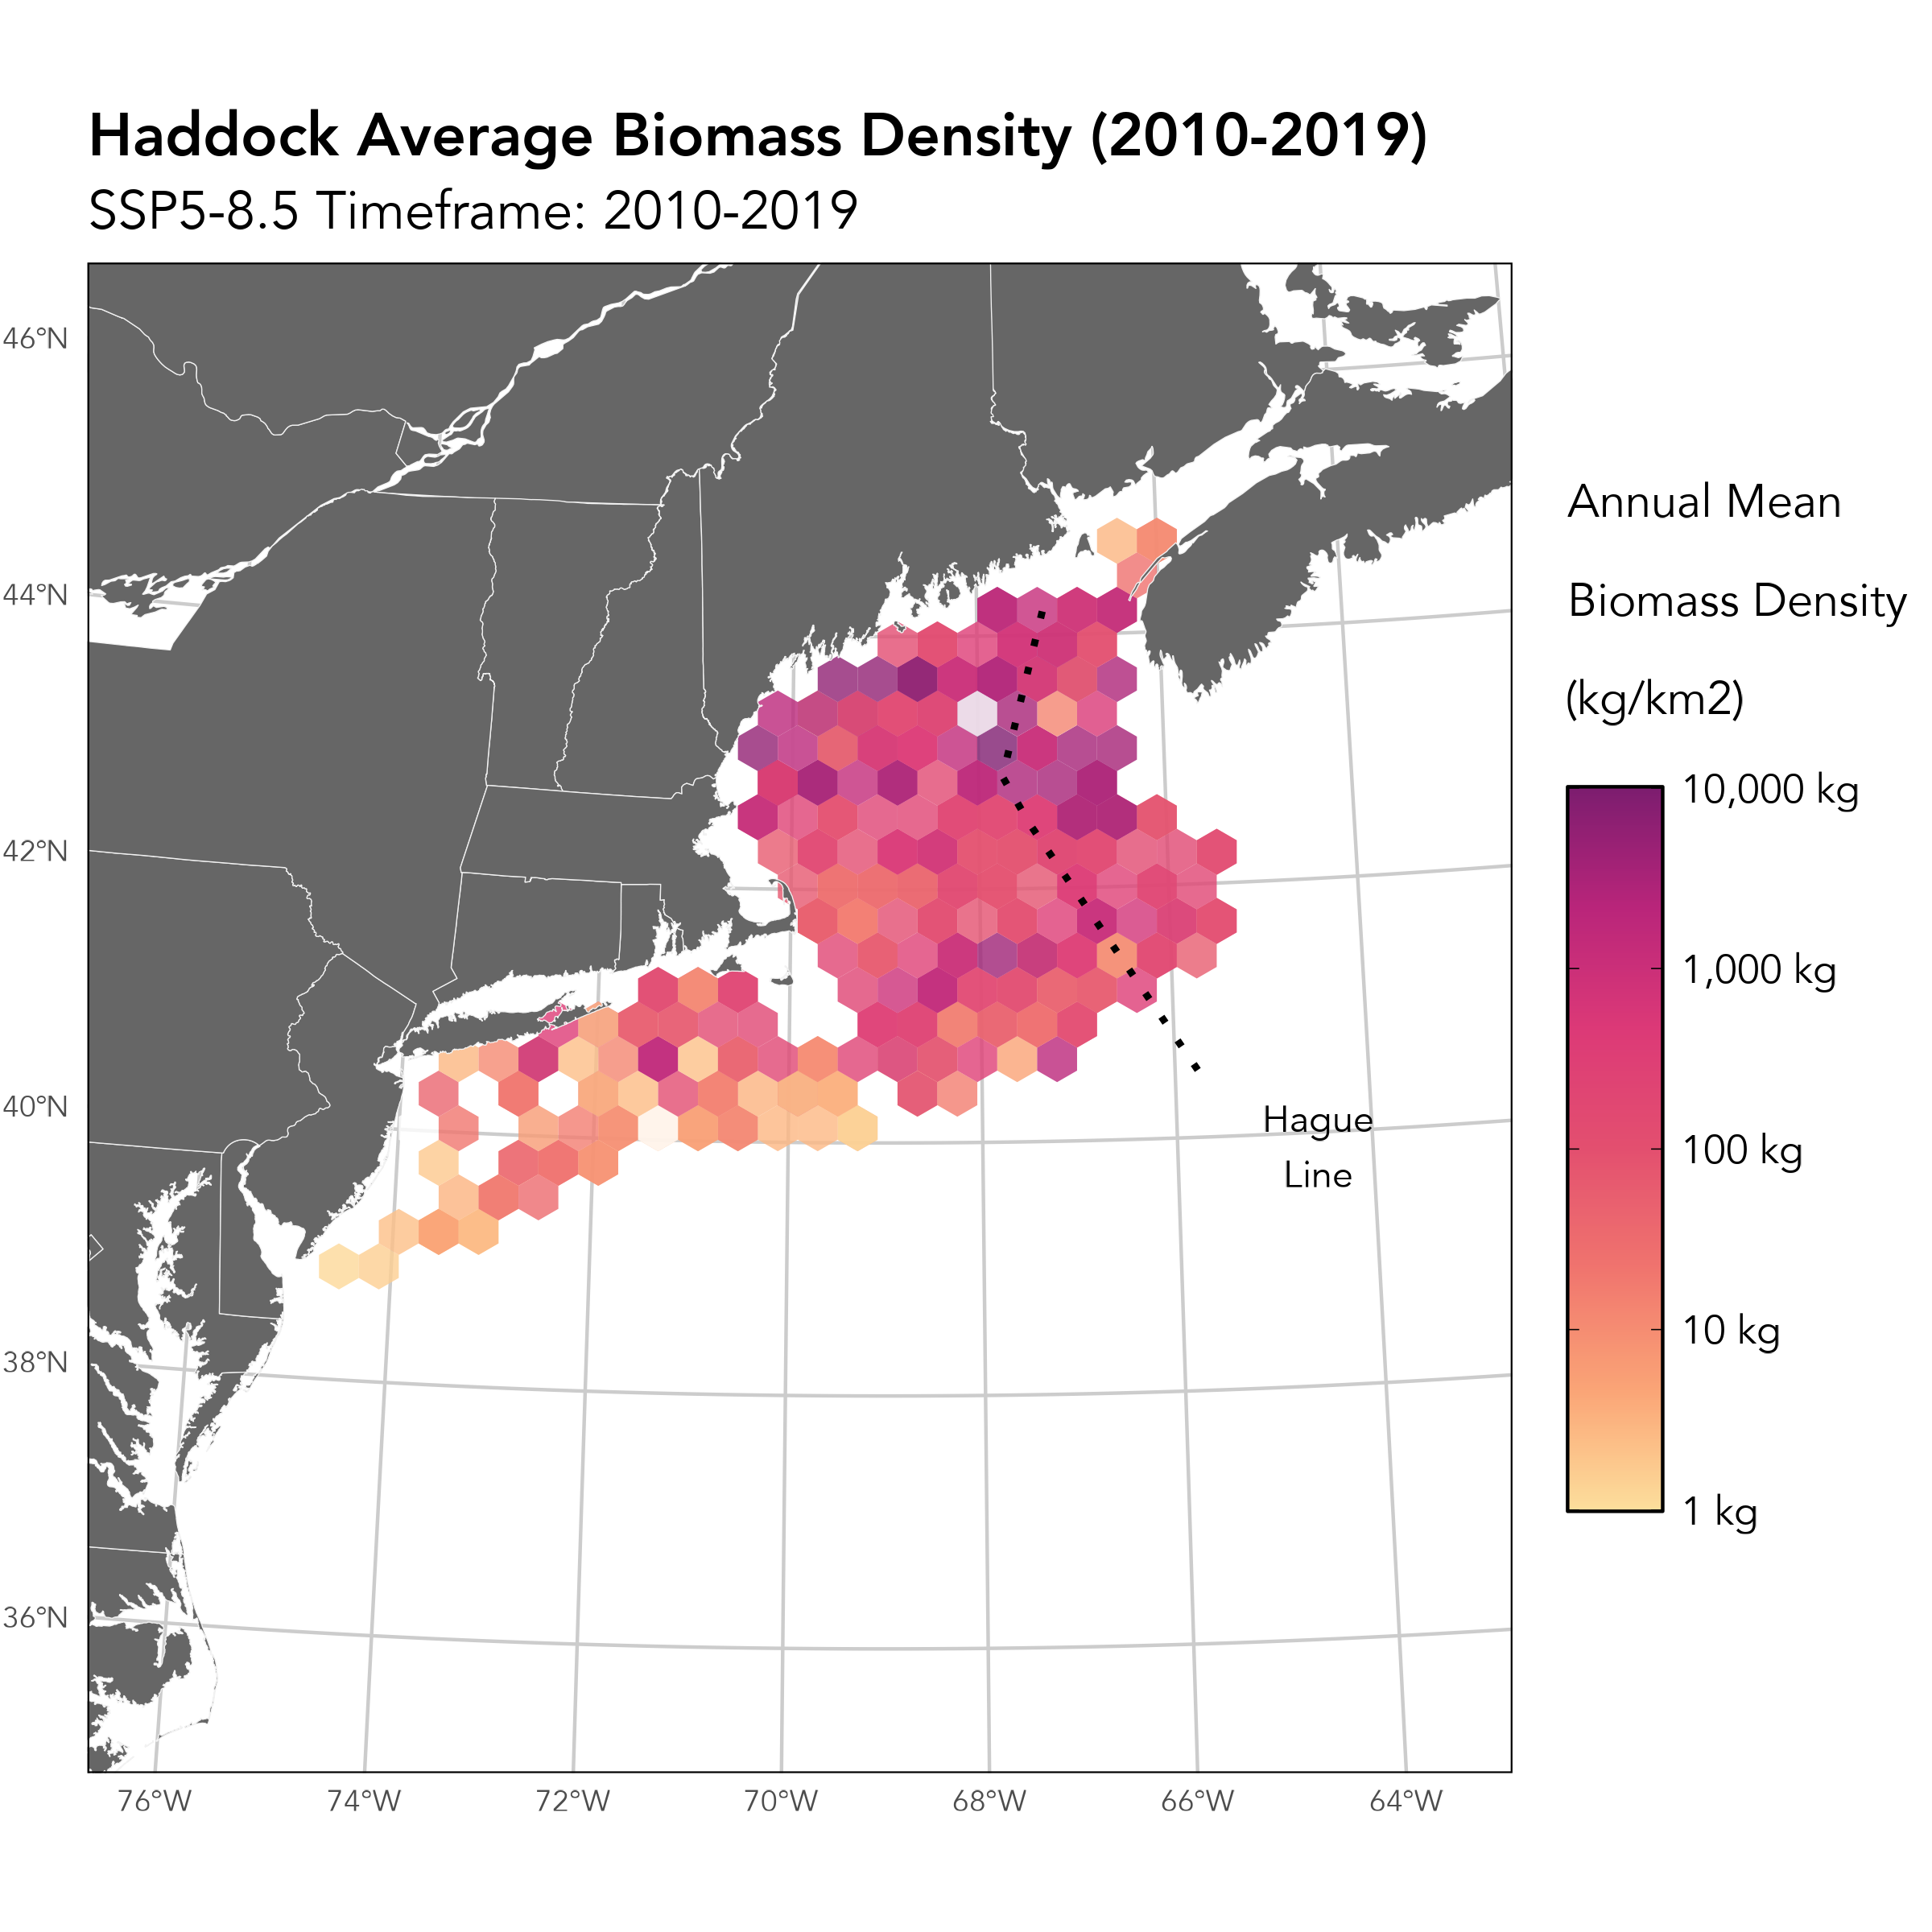 Haddock Average Biomass Density (2010-2019)
SSP5-8.5 Timeframe: 2010-2019
46°N
44°N
42°N
40°N
38°N
36°N
Hague
Line
76°W 74°W 72°W 70°W 68°W 66°W 64°W
Annual Mean
Biomass Density
(kg/km2)
10,000 kg
1,000 kg
100 kg
10 kg
1 kg